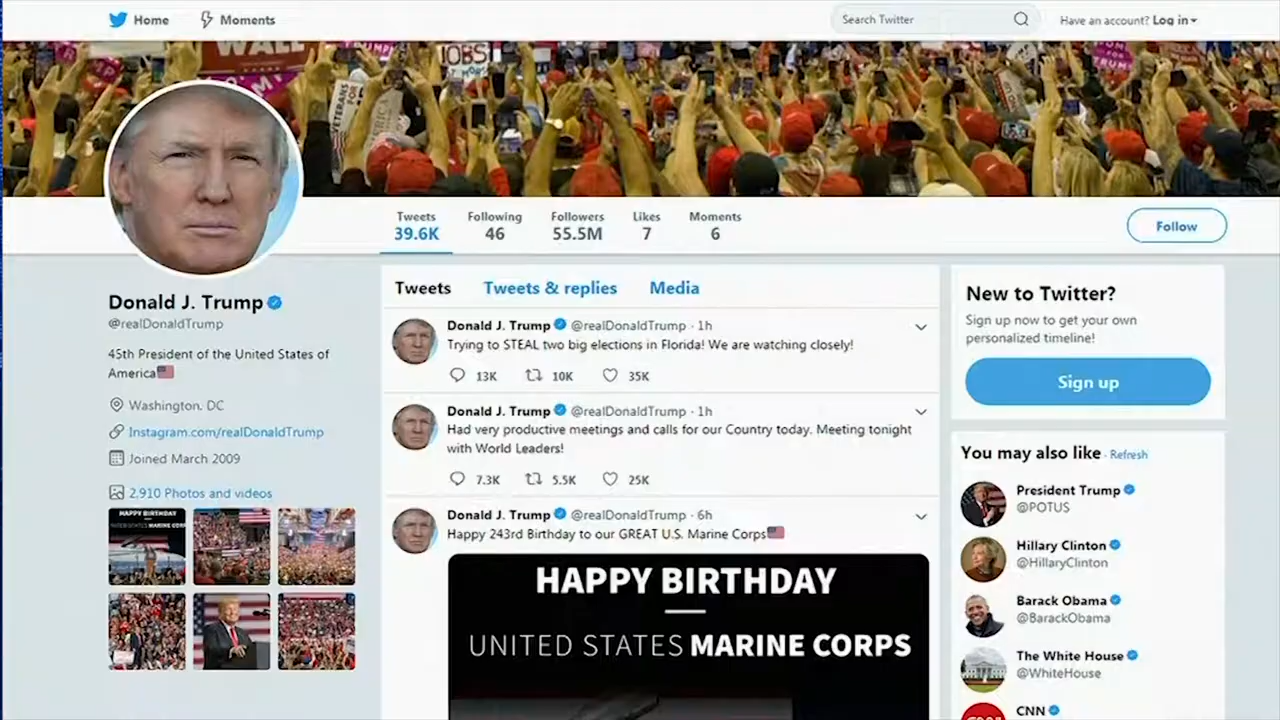 Home
Moments
Search Twitter
Have an account? Log in
WALL
JOBS!
VETERANS
TRUMP
Tweets
39.6K
Following
46
Followers
55.5M
Likes
7
Moments
6
Follow
Donald J. Trump
@realDonaldTrump
45th President of the United States of
America
Washington, DC
Instagram.com/realDonaldTrump
Joined March 2009
2,910 Photos and videos
HAPPY BIRTHDAY
Tweets
Tweets & replies
Media
Donald J. Trump @realDonaldTrump · 1h
Trying to STEAL two big elections in Florida! We are watching closely!
13K 10K 35K
Donald J. Trump @realDonaldTrump · 1h
Had very productive meetings and calls for our Country today. Meeting tonight
with World Leaders!
7.3K 5.5K 25K
Donald J. Trump @realDonaldTrump · 6h
Happy 243rd Birthday to our GREAT U.S. Marine Corps
HAPPY BIRTHDAY
UNITED STATES MARINE CORPS
New to Twitter?
Sign up now to get your own
personalized timeline!
Sign up
You may also like · Refresh
President Trump
@POTUS
Hillary Clinton
@HillaryClinton
Barack Obama
@BarackObama
The White House
@WhiteHouse
CNN